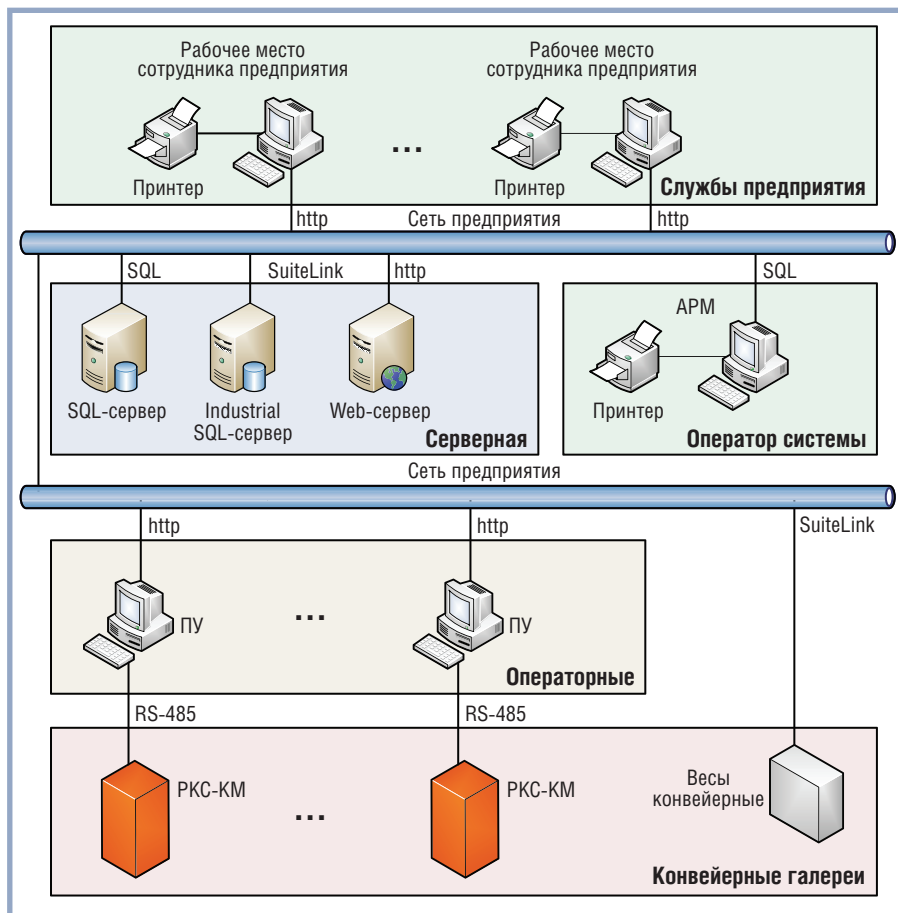 Рабочее место
сотрудника предприятия
Рабочее место
сотрудника предприятия
...
Принтер
Принтер
Службы предприятия
http
Сеть предприятия
http
SQL
SuiteLink
http
SQL
АРМ
SQL-сервер
Industrial
SQL-сервер
Web-сервер
Принтер
Серверная
Оператор системы
Сеть предприятия
http
http
SuiteLink
ПУ
...
ПУ
Операторные
RS-485
RS-485
РКС-КМ
...
РКС-КМ
Весы
конвейерные
Конвейерные галереи